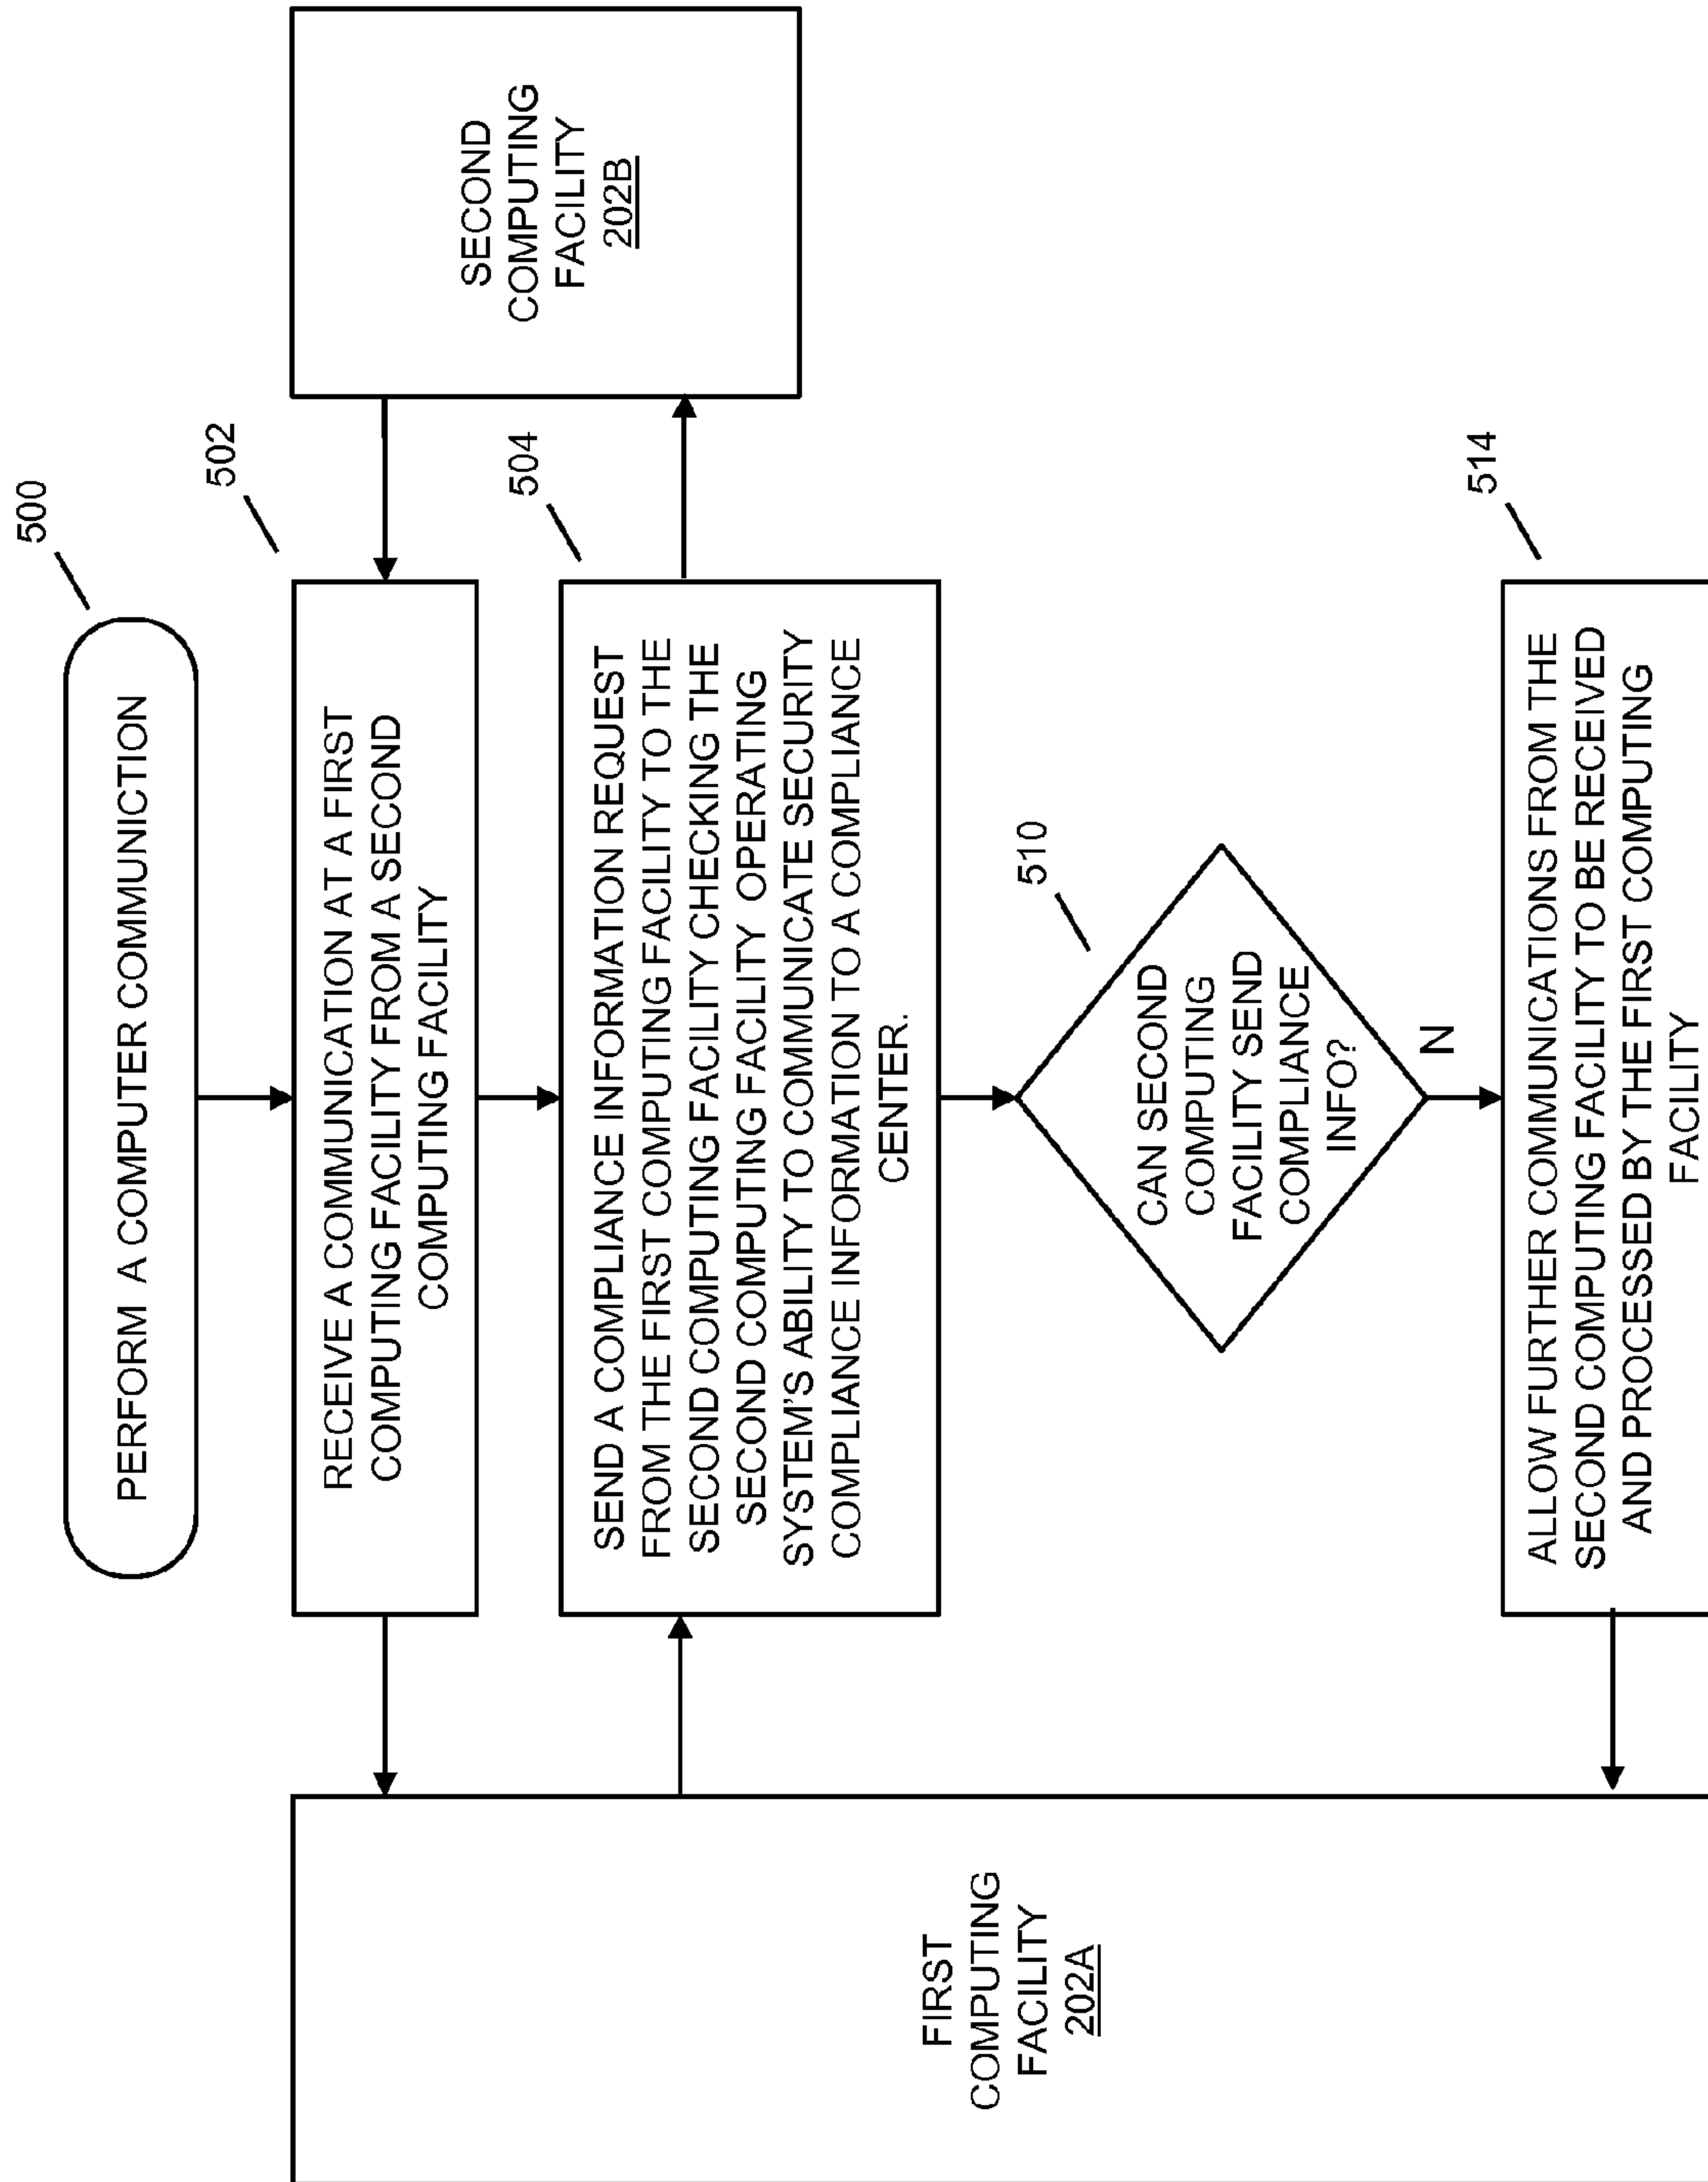 500
PERFORM A COMPUTER COMMUNICTION
502
RECEIVE A COMMUNICATION AT A FIRST
COMPUTING FACILITY FROM A SECOND
COMPUTING FACILITY
SECOND
COMPUTING
FACILITY
202B
504
SEND A COMPLIANCE INFORMATION REQUEST
FROM THE FIRST COMPUTING FACILITY TO THE
SECOND COMPUTING FACILITY CHECKING THE
SECOND COMPUTING FACILITY OPERATING
SYSTEM'S ABILITY TO COMMUNICATE SECURITY
COMPLIANCE INFORMATION TO A COMPLIANCE
CENTER.
FIRST
COMPUTING
FACILITY
202A
510
CAN SECOND
COMPUTING
FACILITY SEND
COMPLIANCE
INFO?
N
514
ALLOW FURTHER COMMUNICATIONS FROM THE
SECOND COMPUTING FACILITY TO BE RECEIVED
AND PROCESSED BY THE FIRST COMPUTING
FACILITY